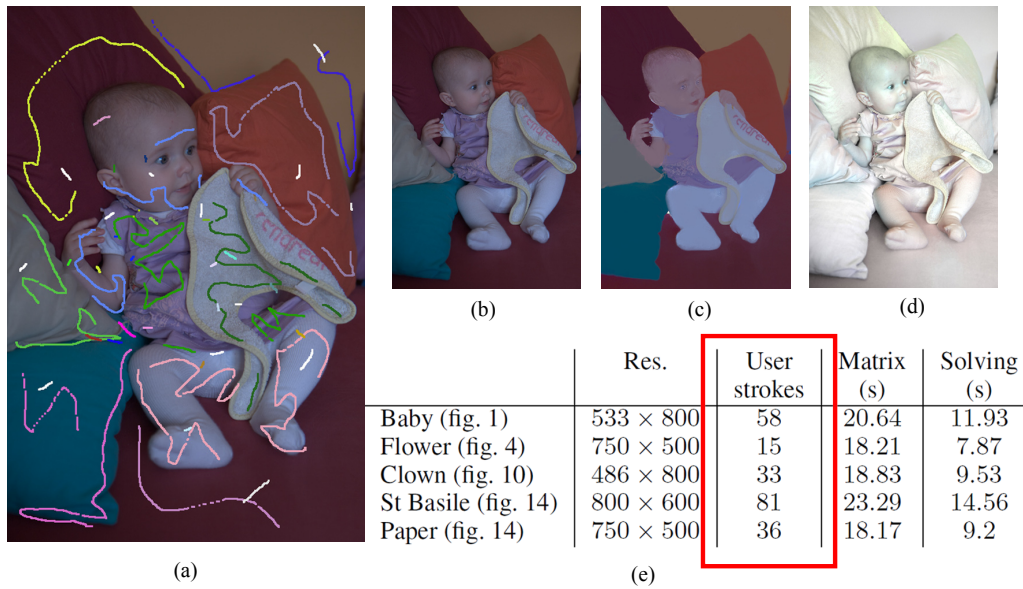 tendresse
(b)
(c)
(d)
(a)
Res. User strokes Matrix (s) Solving (s)
Baby (fig. 1) 533 × 800 58 20.64 11.93
Flower (fig. 4) 750 × 500 15 18.21 7.87
Clown (fig. 10) 486 × 800 33 18.83 9.53
St Basile (fig. 14) 800 × 600 81 23.29 14.56
Paper (fig. 14) 750 × 500 36 18.17 9.2
(e)